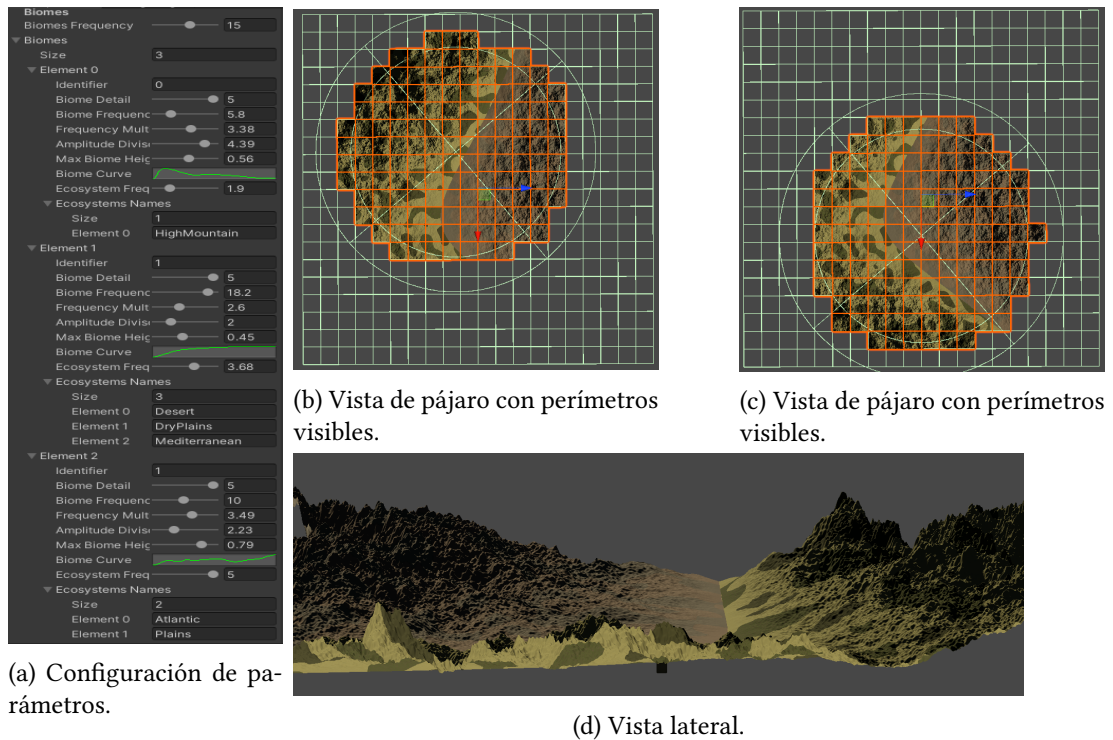 Biomes
Biomes Frequency 15
Biomes
Size 3
Element 0
Identifier 0
Biome Detail 5
Biome Frequenc 5.8
Frequency Mult 3.38
Amplitude Divis 4.39
Max Biome Heig 0.56
Biome Curve
Ecosystem Freq 1.9
Ecosystems Names
Size 1
Element 0 HighMountain
Element 1
Identifier 1
Biome Detail 5
Biome Frequenc 18.2
Frequency Mult 2.6
Amplitude Divis 2
Max Biome Heig 0.45
Biome Curve
Ecosystem Freq 3.68
Ecosystems Names
Size 3
Element 0 Desert
Element 1 DryPlains
Element 2 Mediterranean
Element 2
Identifier 1
Biome Detail 5
Biome Frequenc 10
Frequency Mult 3.49
Amplitude Divis 2.23
Max Biome Heig 0.79
Biome Curve
Ecosystem Freq 5
Ecosystems Names
Size 2
Element 0 Atlantic
Element 1 Plains
(a) Configuración de pa-
rámetros.
(b) Vista de pájaro con perímetros
visibles.
(c) Vista de pájaro con perímetros
visibles.
(d) Vista lateral.